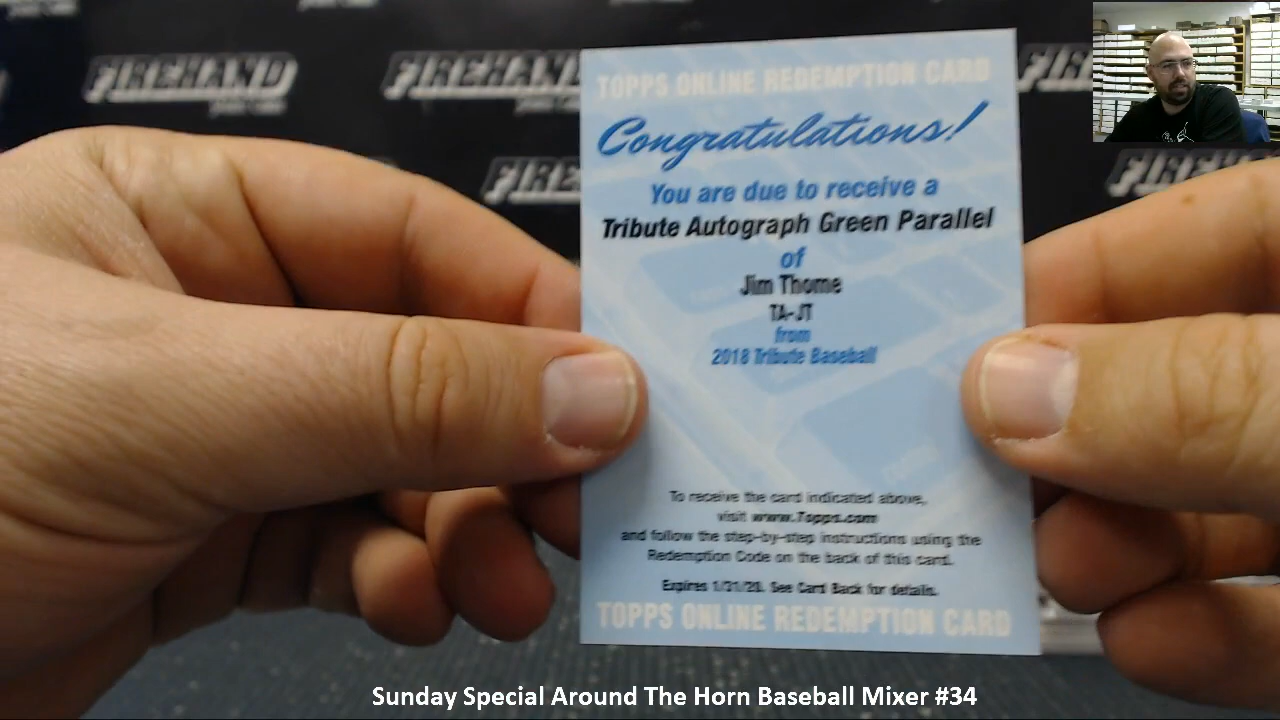 FIREHAND
FIREHAND
TOPPS ONLINE REDEMPTION CARD
Congratulations!
You are due to receive a
Tribute Autograph Green Parallel
of
Jim Thome
TA-JT
from
2018 Tribute Baseball
To receive the card indicated above,
visit www.Topps.com
and follow the step-by-step instructions using the
Redemption Code on the back of this card.
Expires 1/31/20. See Card Back for details.
TOPPS ONLINE REDEMPTION CARD
Sunday Special Around The Horn Baseball Mixer #34